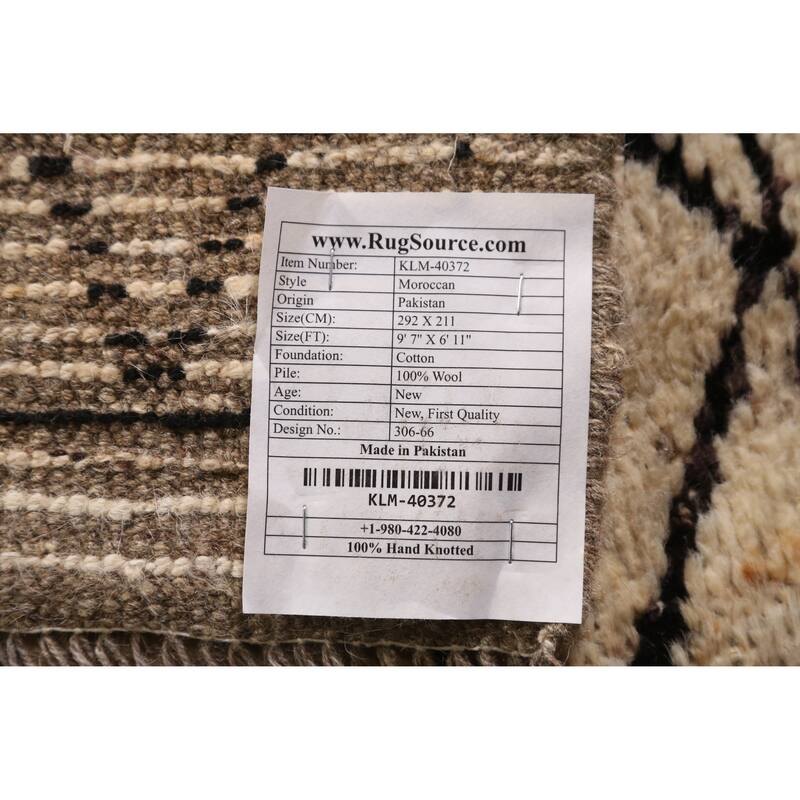 www.RugSource.com
Item Number: KLM-40372
Style Moroccan
Origin Pakistan
Size(CM): 292 X 211
Size(FT): 9' 7" X 6' 11"
Foundation: Cotton
Pile: 100% Wool
Age: New
Condition: New, First Quality
Design No.: 306-66
Made in Pakistan
KLM-40372
+1-980-422-4080
100% Hand Knotted